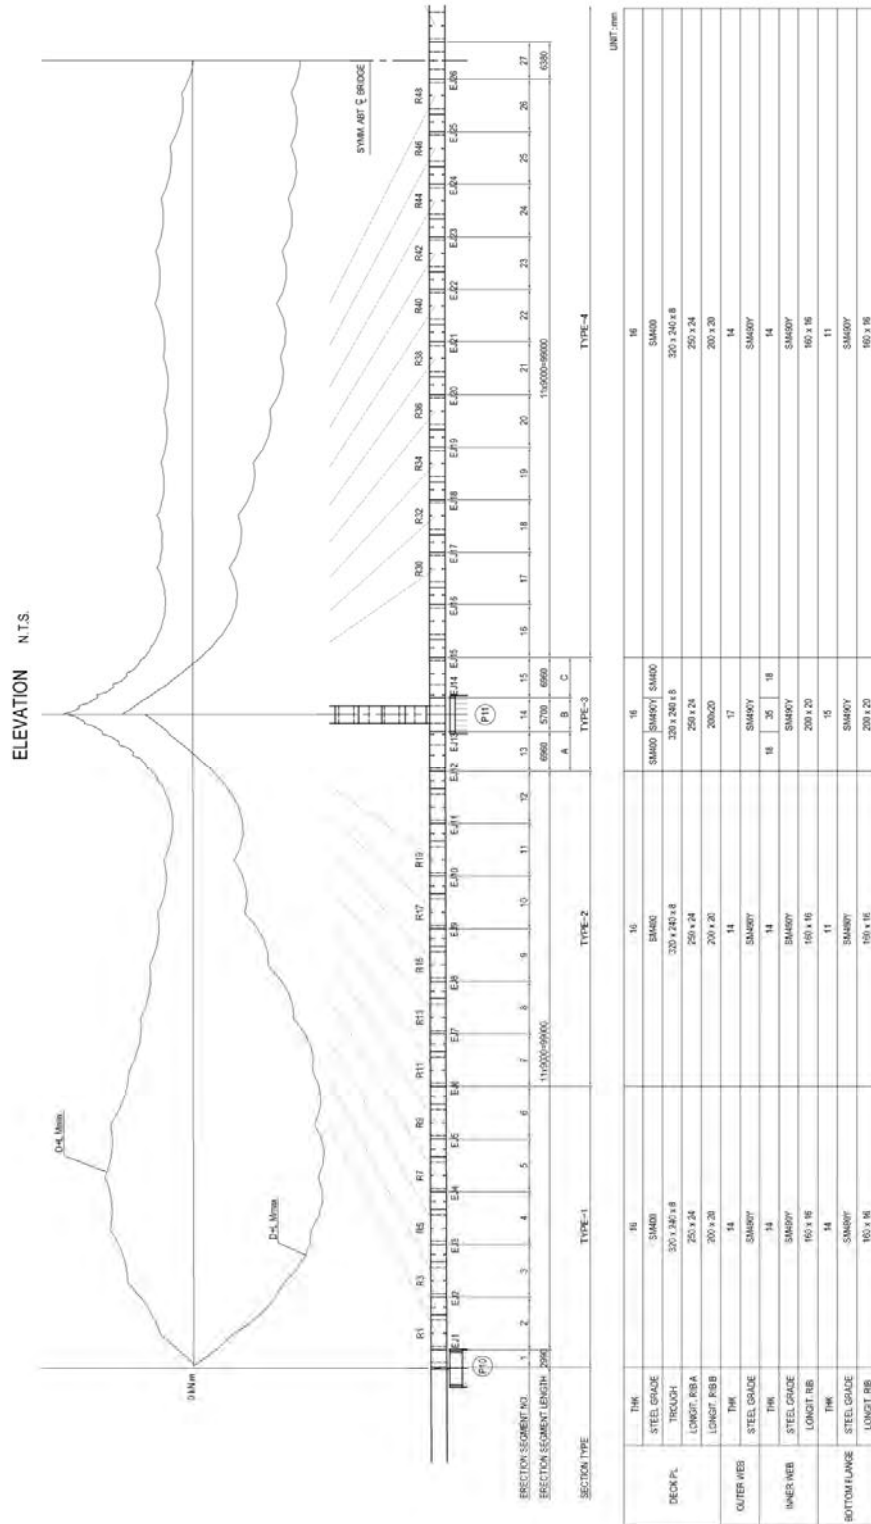 ELEVATION N.T.S.
D+L Mmin
0 kN.m
D+L Mmax
SYMM. ABT ℄ BRIDGE
R1 R3 R5 R7 R9 R11 R13 R15 R17 R19 R30 R32 R34 R36 R38 R40 R42 R44 R46 R48
EJ1 EJ2 EJ3 EJ4 EJ5 EJ6 EJ7 EJ8 EJ9 EJ10 EJ11 EJ12 EJ13 EJ14 EJ15 EJ16 EJ17 EJ18 EJ19 EJ20 EJ21 EJ22 EJ23 EJ24 EJ25 EJ26
P10 P11
ERECTION SEGMENT NO. 1 2 3 4 5 6 7 8 9 10 11 12 13 14 15 16 17 18 19 20 21 22 23 24 25 26 27
ERECTION SEGMENT LENGTH 2990 11x9000=99000 6960 5700 6960 11x9000=99000 6380
A B C
SECTION TYPE TYPE-1 TYPE-2 TYPE-3 TYPE-4
UNIT : mm
DECK PL THK 16 16 16 16
STEEL GRADE SM400 SM400 SM400 SM490Y SM400 SM400
TROUGH 320 x 240 x 8 320 x 240 x 8 320 x 240 x 8 320 x 240 x 8
LONGIT. RIB A 250 x 24 250 x 24 250 x 24 250 x 24
LONGIT. RIB B 200 x 20 200 x 20 200x20 200 x 20
OUTER WEB THK 14 14 17 14
STEEL GRADE SM490Y SM490Y SM490Y SM490Y
INNER WEB THK 14 14 18 35 18 14
STEEL GRADE SM490Y SM490Y SM490Y SM490Y
LONGIT. RIB 160 x 16 160 x 16 200 x 20 160 x 16
BOTTOM FLANGE THK 14 11 15 11
STEEL GRADE SM490Y SM490Y SM490Y SM490Y
LONGIT. RIB 160 x 16 160 x 16 200 x 20 160 x 16